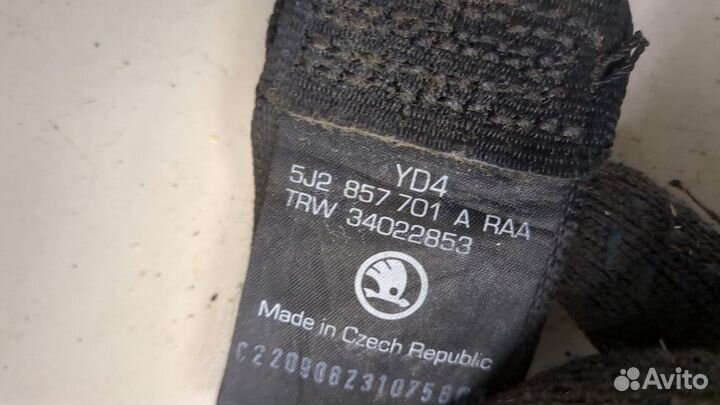 YD4
5J2 857 701 A RAA
TRW 34022853
Made in Czech Republic
Avito